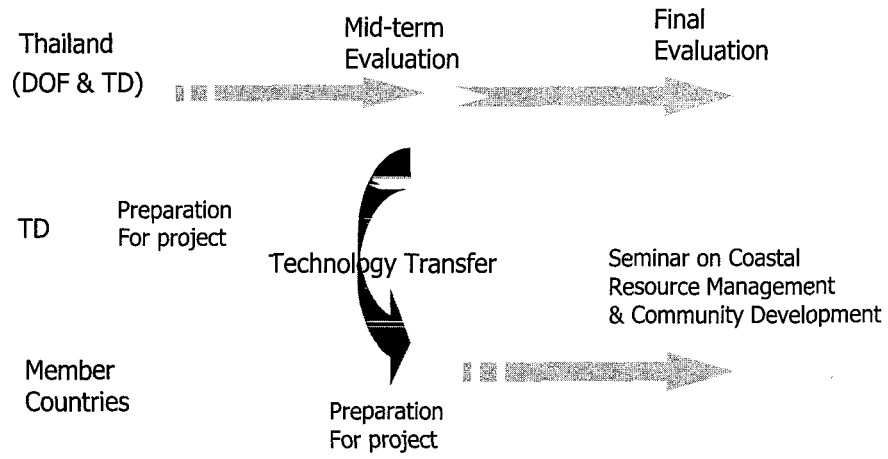 Thailand
(DOF & TD)
Mid-term
Evaluation
Final
Evaluation
TD
Preparation
For project
Technology Transfer
Seminar on Coastal
Resource Management
& Community Development
Member
Countries
Preparation
For project